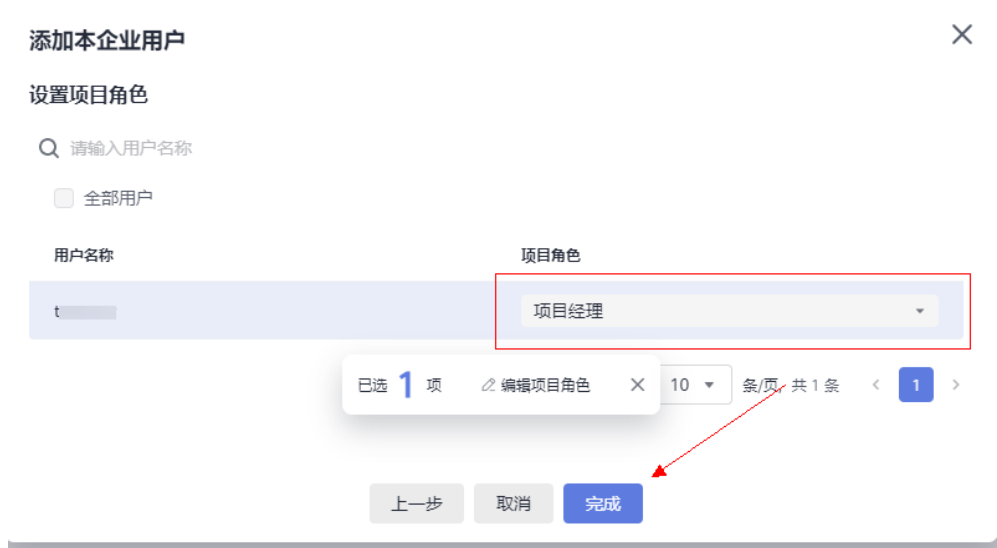 添加本企业用户
设置项目角色
请输入用户名称
全部用户
用户名称 项目角色
t 项目经理
已选 1 项 编辑项目角色 10 条/页, 共 1 条 1
上一步 取消 完成